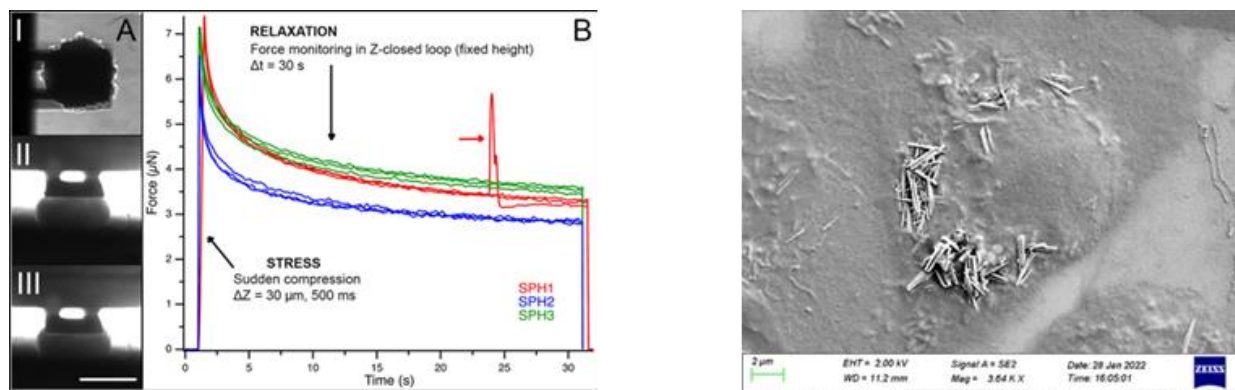 I
A
II
III
B
Force (µN)
7
6
5
4
3
2
1
0
RELAXATION
Force monitoring in Z-closed loop (fixed height)
Δt = 30 s
STRESS
Sudden compression
ΔZ = 30 µm, 500 ms
SPH1
SPH2
SPH3
0 5 10 15 20 25 30
Time (s)
2 µm
EHT = 2.00 kV Signal A = SE2 Date: 28 Jan 2022
WD = 11.2 mm Mag = 3.64 K X Time: 16:05:01
ZEISS